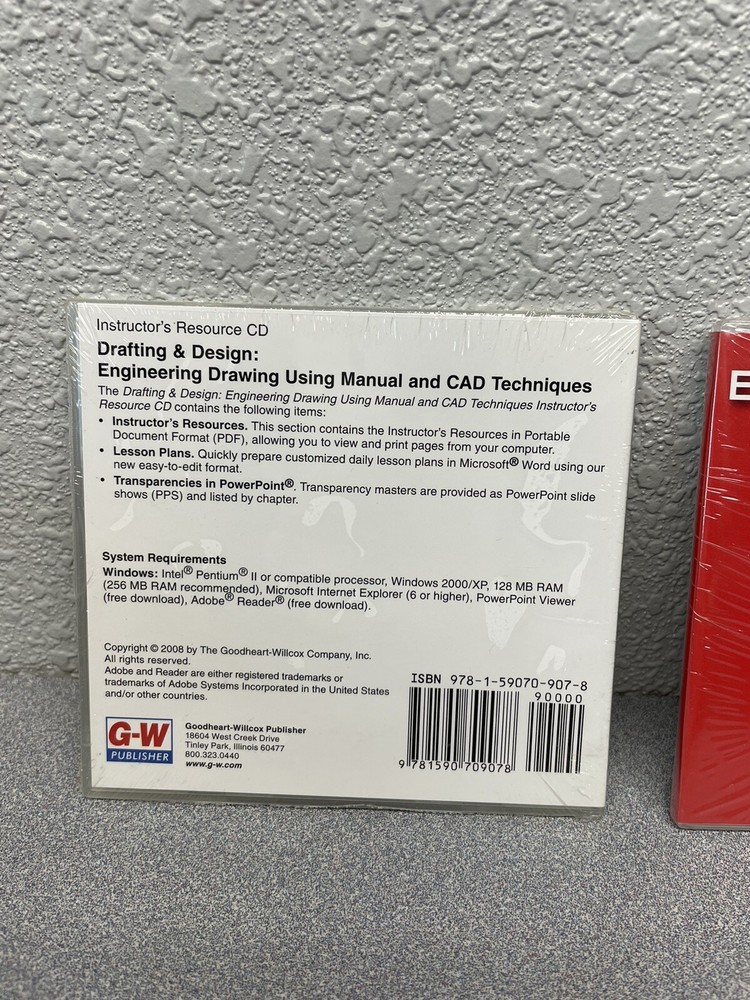 Instructor's Resource CD
Drafting & Design:
Engineering Drawing Using Manual and CAD Techniques
The Drafting & Design: Engineering Drawing Using Manual and CAD Techniques Instructor's
Resource CD contains the following items:
• Instructor's Resources. This section contains the Instructor's Resources in Portable
Document Format (PDF), allowing you to view and print pages from your computer.
• Lesson Plans. Quickly prepare customized daily lesson plans in Microsoft® Word using our
new easy-to-edit format.
• Transparencies in PowerPoint®. Transparency masters are provided as PowerPoint slide
shows (PPS) and listed by chapter.
System Requirements
Windows: Intel® Pentium® II or compatible processor, Windows 2000/XP, 128 MB RAM
(256 MB RAM recommended), Microsoft Internet Explorer (6 or higher), PowerPoint Viewer
(free download), Adobe® Reader® (free download).
Copyright © 2008 by The Goodheart-Willcox Company, Inc.
All rights reserved.
Adobe and Reader are either registered trademarks or
trademarks of Adobe Systems Incorporated in the United States
and/or other countries.
G-W
PUBLISHER
Goodheart-Willcox Publisher
18604 West Creek Drive
Tinley Park, Illinois 60477
800.323.0440
www.g-w.com
ISBN 978-1-59070-907-8
90000
9 781590 709078
E